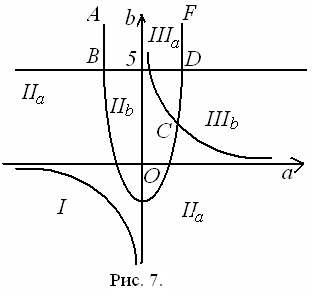 A b F
III_a
B 5 D
II_a II_b
C III_b
O a
I II_a
Рис. 7.